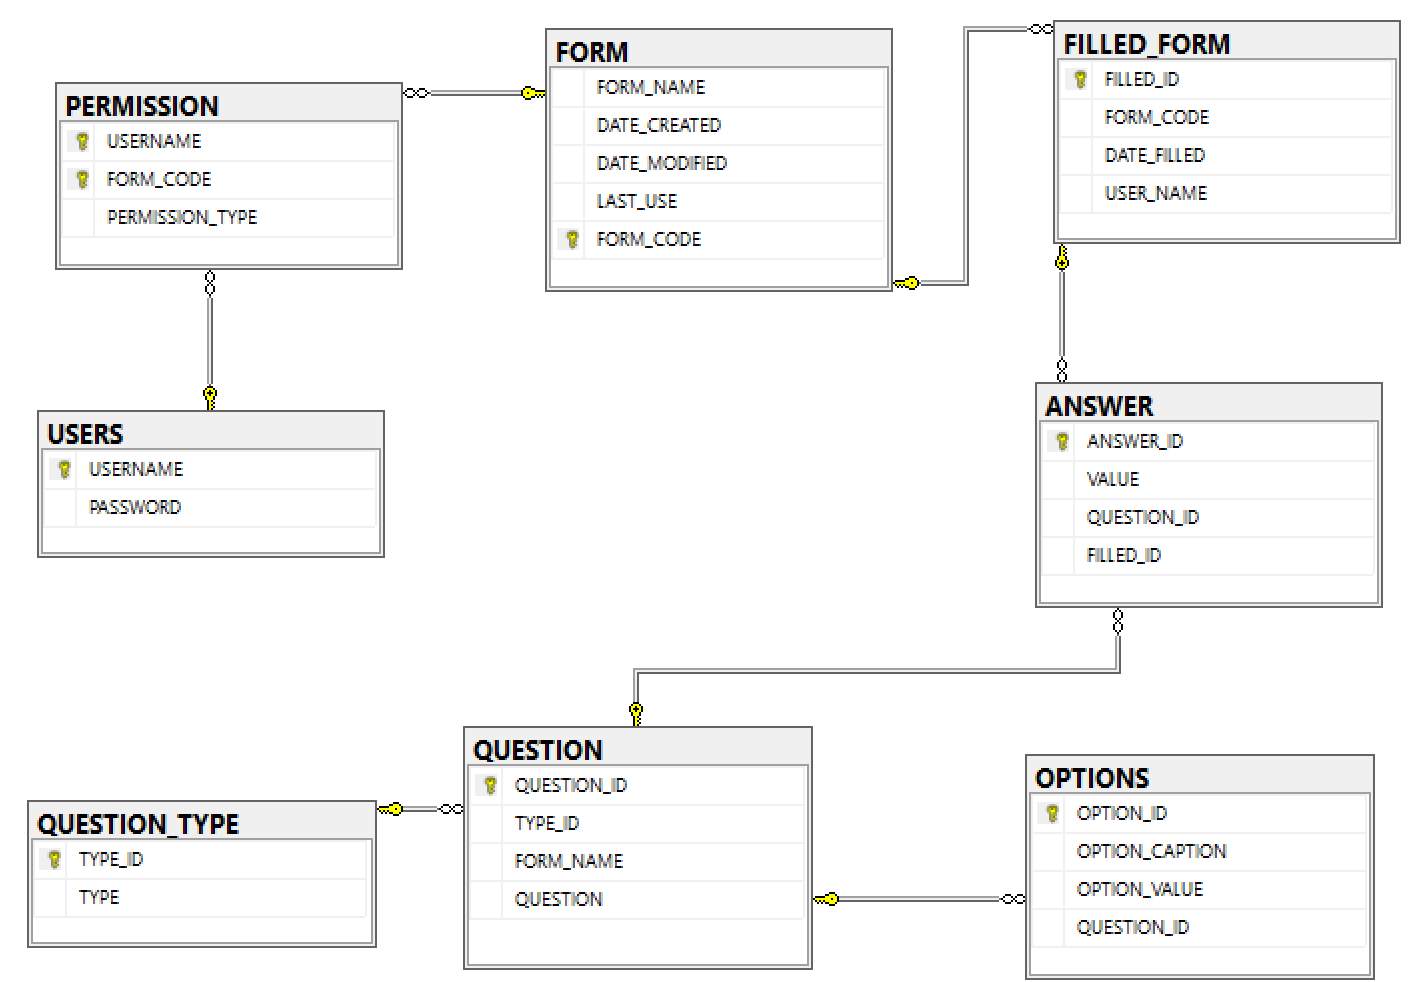 PERMISSION
USERNAME
FORM_CODE
PERMISSION_TYPE
FORM
FORM_NAME
DATE_CREATED
DATE_MODIFIED
LAST_USE
FORM_CODE
FILLED_FORM
FILLED_ID
FORM_CODE
DATE_FILLED
USER_NAME
USERS
USERNAME
PASSWORD
ANSWER
ANSWER_ID
VALUE
QUESTION_ID
FILLED_ID
QUESTION_TYPE
TYPE_ID
TYPE
QUESTION
QUESTION_ID
TYPE_ID
FORM_NAME
QUESTION
OPTIONS
OPTION_ID
OPTION_CAPTION
OPTION_VALUE
QUESTION_ID